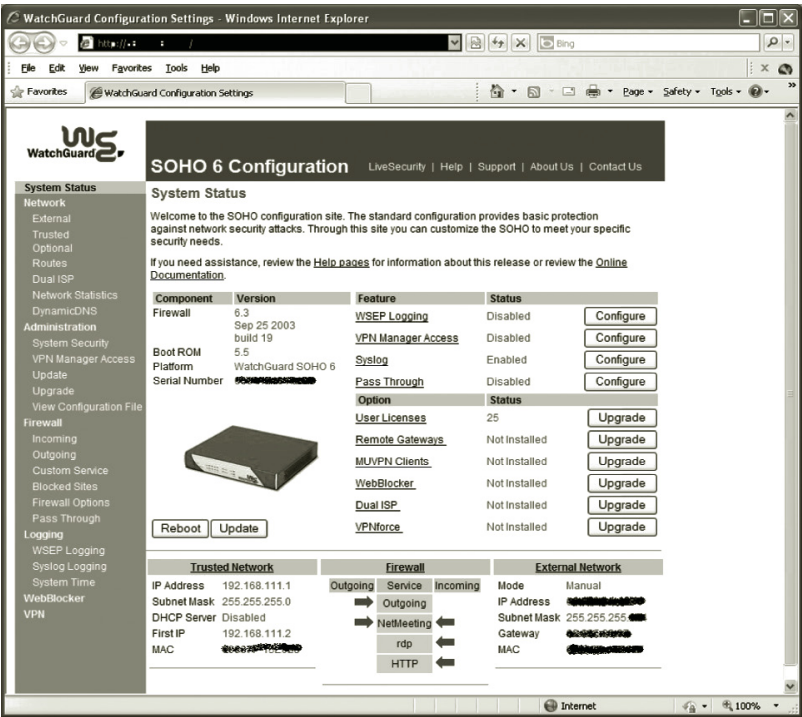 WatchGuard Configuration Settings - Windows Internet Explorer
http://
Bing
File Edit View Favorites Tools Help
Favorites WatchGuard Configuration Settings Page Safety Tools
WatchGuard
SOHO 6 Configuration LiveSecurity | Help | Support | About Us | Contact Us
System Status
Network
External
Trusted
Optional
Routes
Dual ISP
Network Statistics
DynamicDNS
Administration
System Security
VPN Manager Access
Update
Upgrade
View Configuration File
Firewall
Incoming
Outgoing
Custom Service
Blocked Sites
Firewall Options
Pass Through
Logging
WSEP Logging
Syslog Logging
System Time
WebBlocker
VPN
System Status
Welcome to the SOHO configuration site. The standard configuration provides basic protection
against network security attacks. Through this site you can customize the SOHO to meet your specific
security needs.
If you need assistance, review the Help pages for information about this release or review the Online
Documentation.
Component Version
Firewall 6.3
Sep 25 2003
build 19
Boot ROM 5.5
Platform WatchGuard SOHO 6
Serial Number
Reboot Update
Feature Status
WSEP Logging Disabled Configure
VPN Manager Access Disabled Configure
Syslog Enabled Configure
Pass Through Disabled Configure
Option Status
User Licenses 25 Upgrade
Remote Gateways Not Installed Upgrade
MUVPN Clients Not Installed Upgrade
WebBlocker Not Installed Upgrade
Dual ISP Not Installed Upgrade
VPNforce Not Installed Upgrade
Trusted Network
IP Address 192.168.111.1
Subnet Mask 255.255.255.0
DHCP Server Disabled
First IP 192.168.111.2
MAC
Firewall
Outgoing Service Incoming
Outgoing
NetMeeting
rdp
HTTP
External Network
Mode Manual
IP Address
Subnet Mask 255.255.255.
Gateway
MAC
Internet 100%